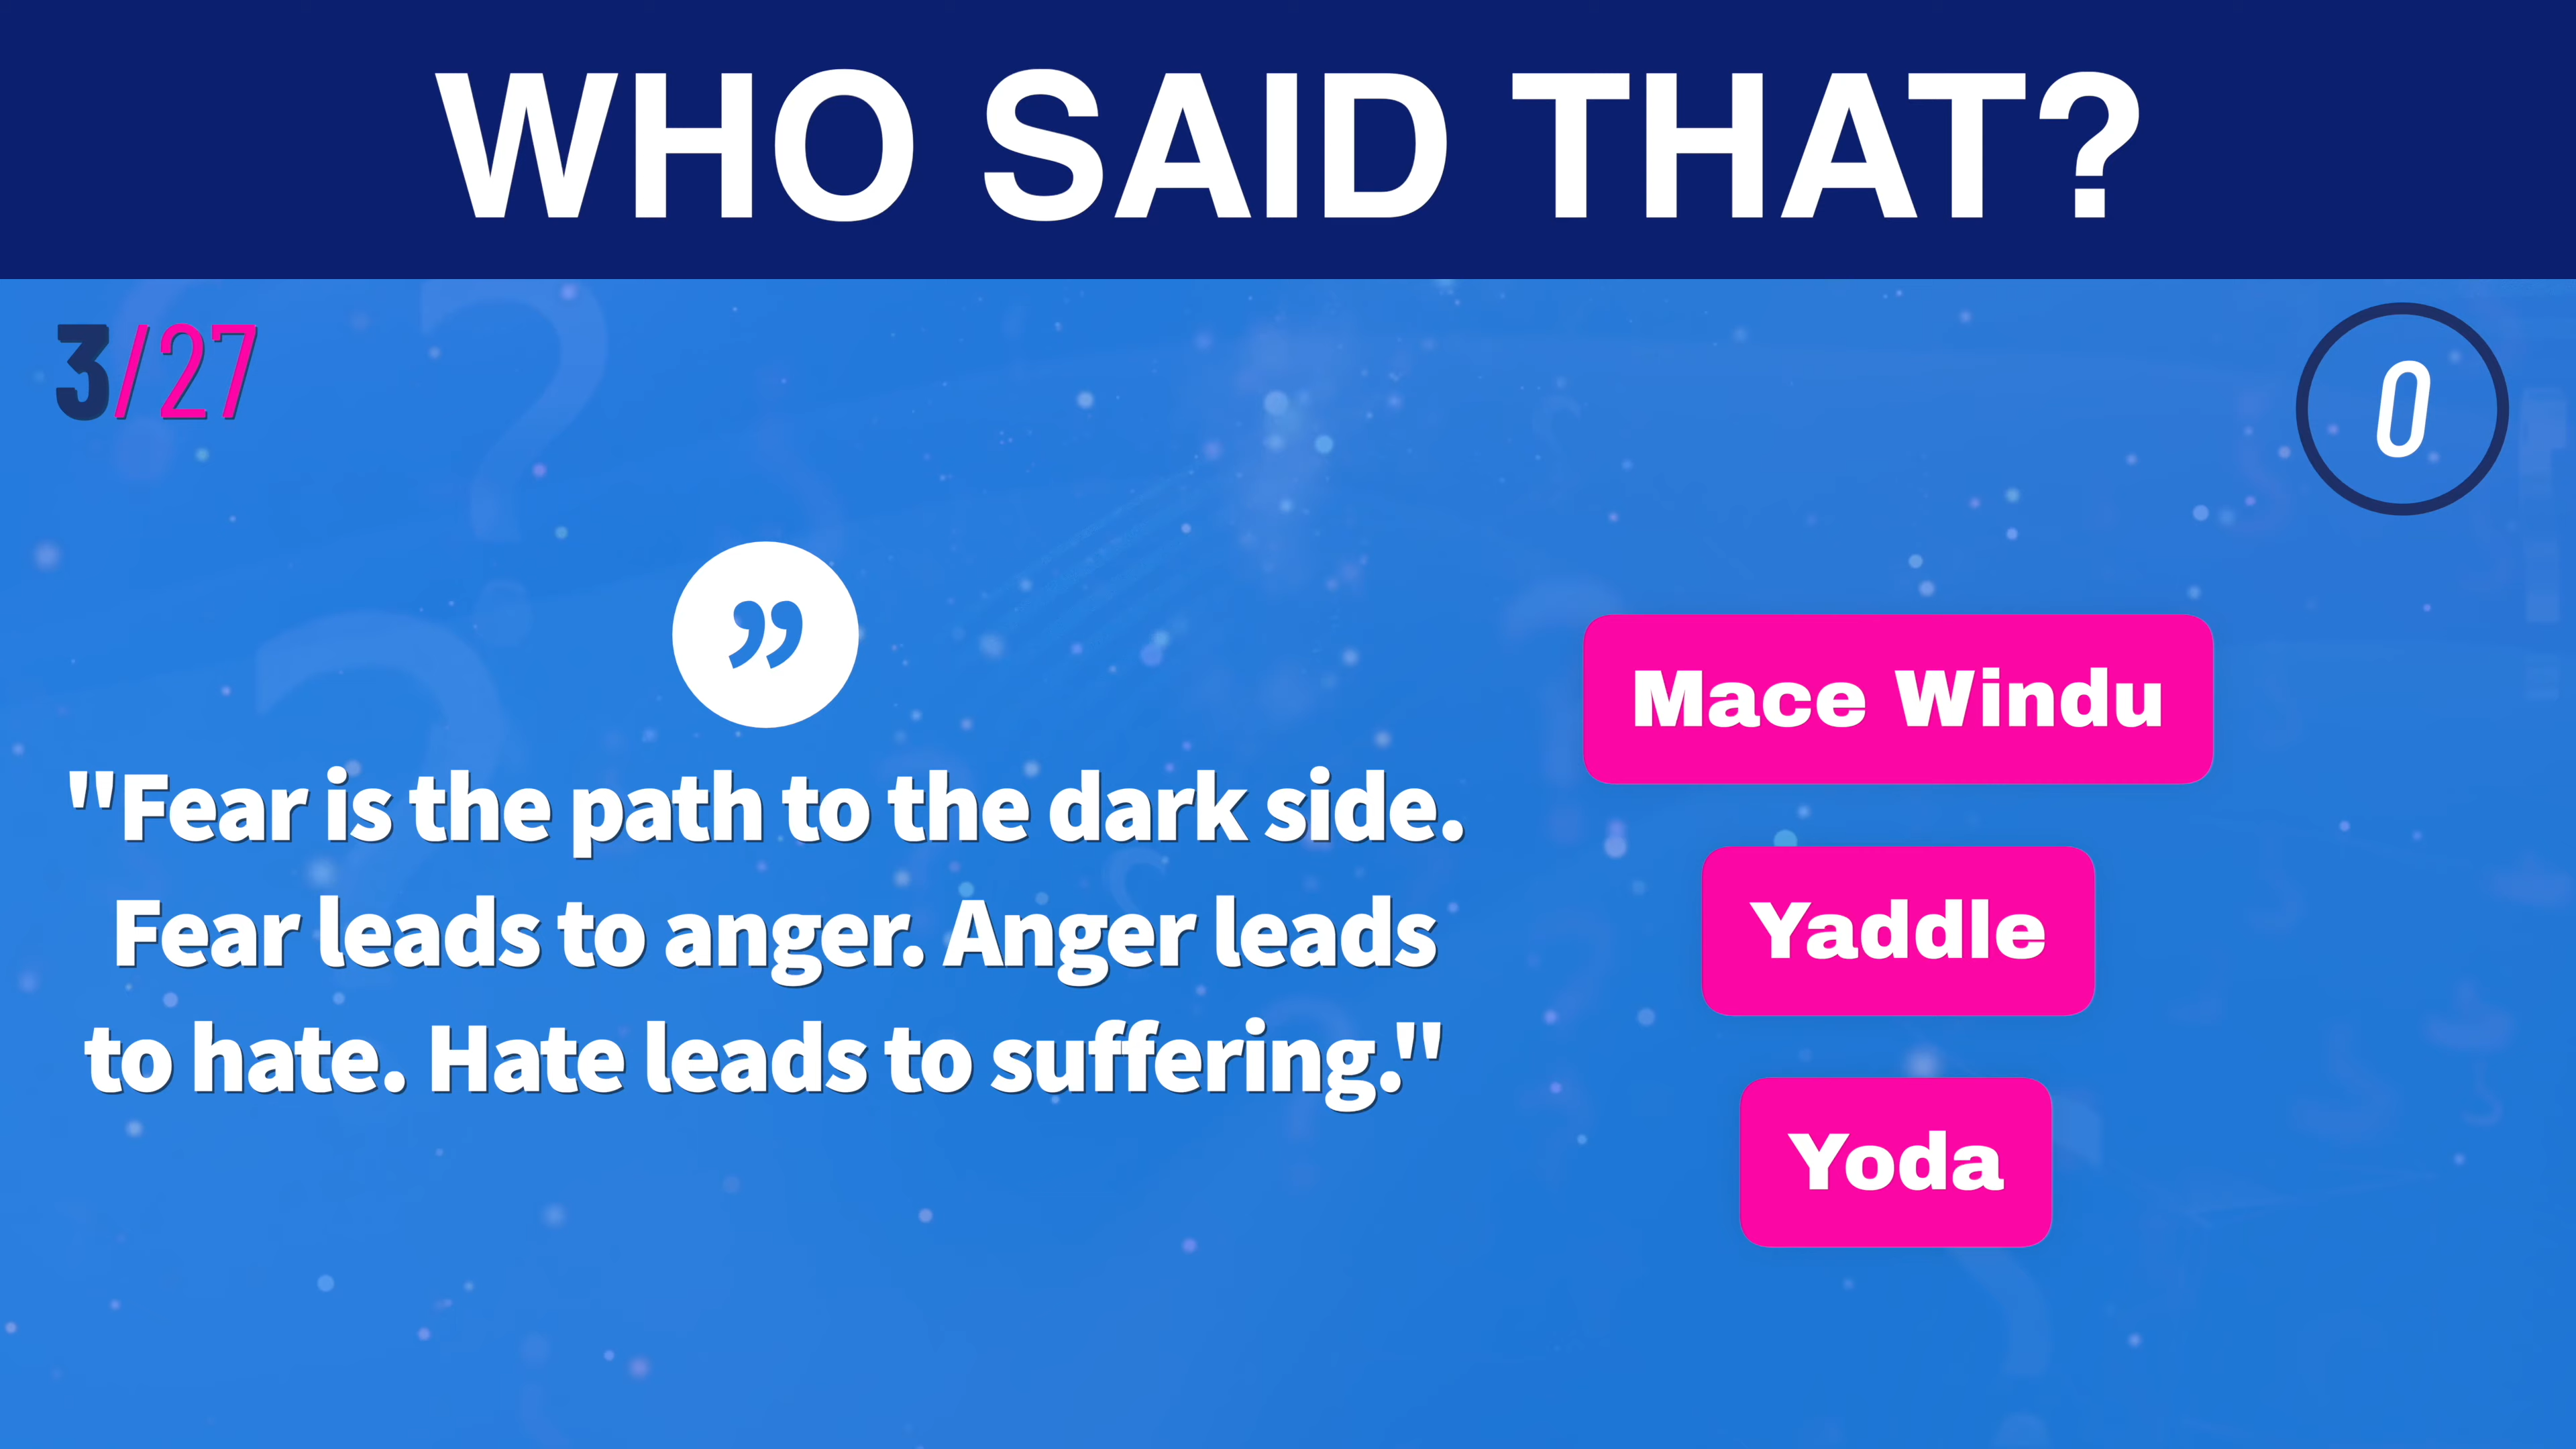 WHO SAID THAT?
3/27
0
"Fear is the path to the dark side.
Fear leads to anger. Anger leads
to hate. Hate leads to suffering."
Mace Windu
Yaddle
Yoda